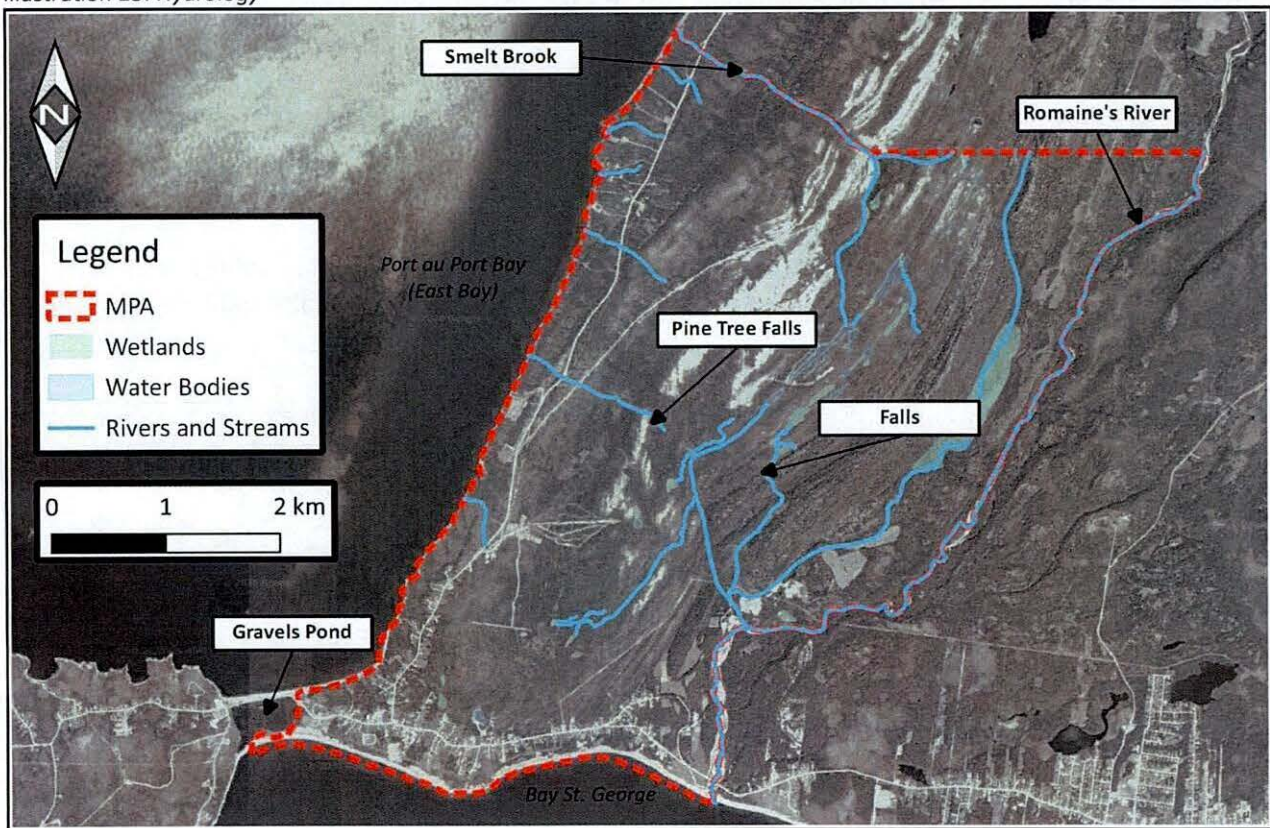 Smelt Brook
Romaine's River
N
Legend
MPA
Wetlands
Water Bodies
Rivers and Streams
0 1 2 km
Port au Port Bay
(East Bay)
Pine Tree Falls
Falls
Gravels Pond
Bay St. George